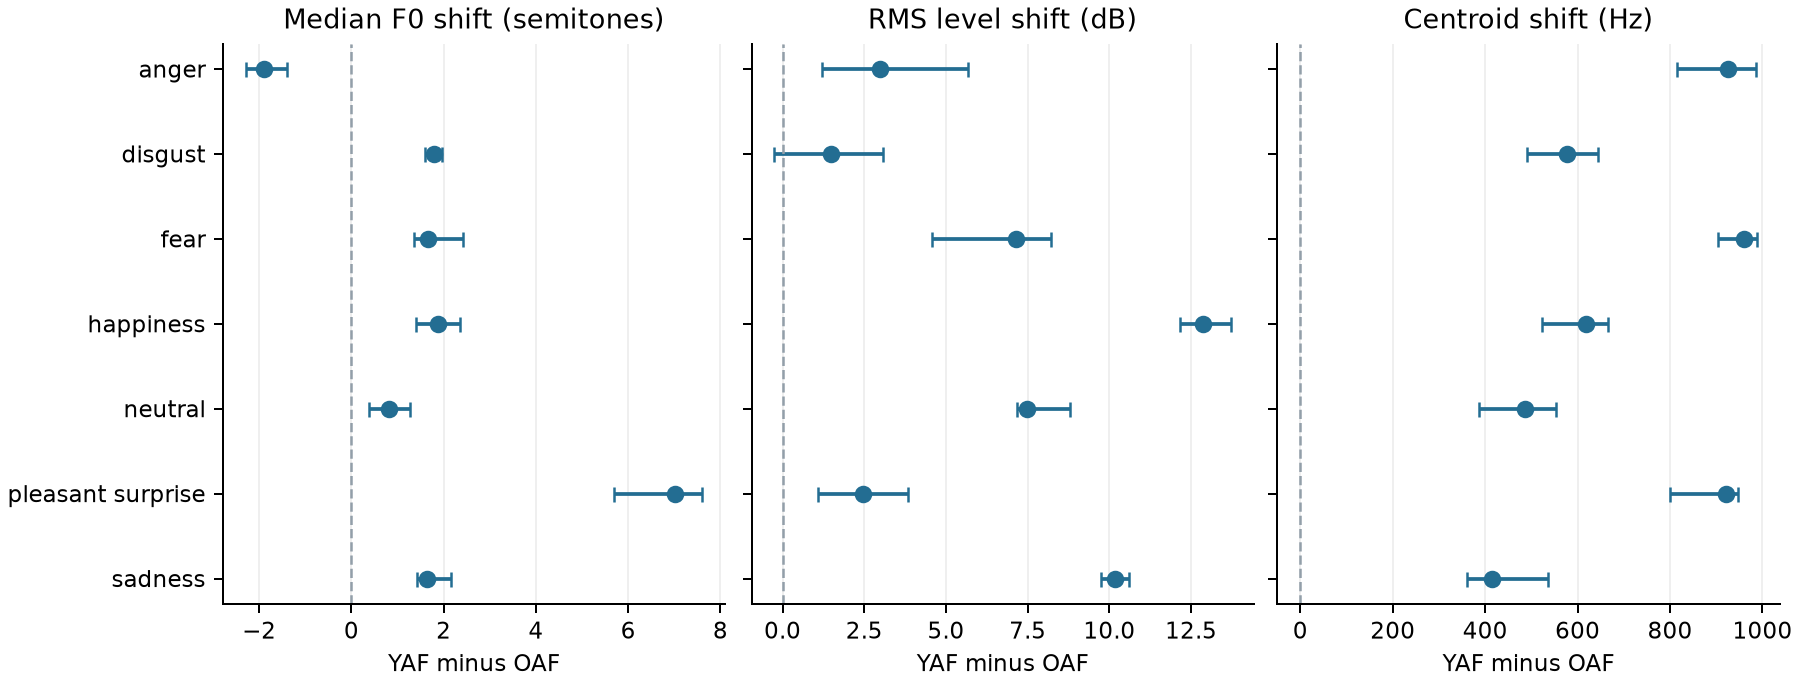 Median F0 shift (semitones)
RMS level shift (dB)
Centroid shift (Hz)
anger
disgust
fear
happiness
neutral
pleasant surprise
sadness
−2 0 2 4 6 8
0.0 2.5 5.0 7.5 10.0 12.5
0 200 400 600 800 1000
YAF minus OAF
YAF minus OAF
YAF minus OAF